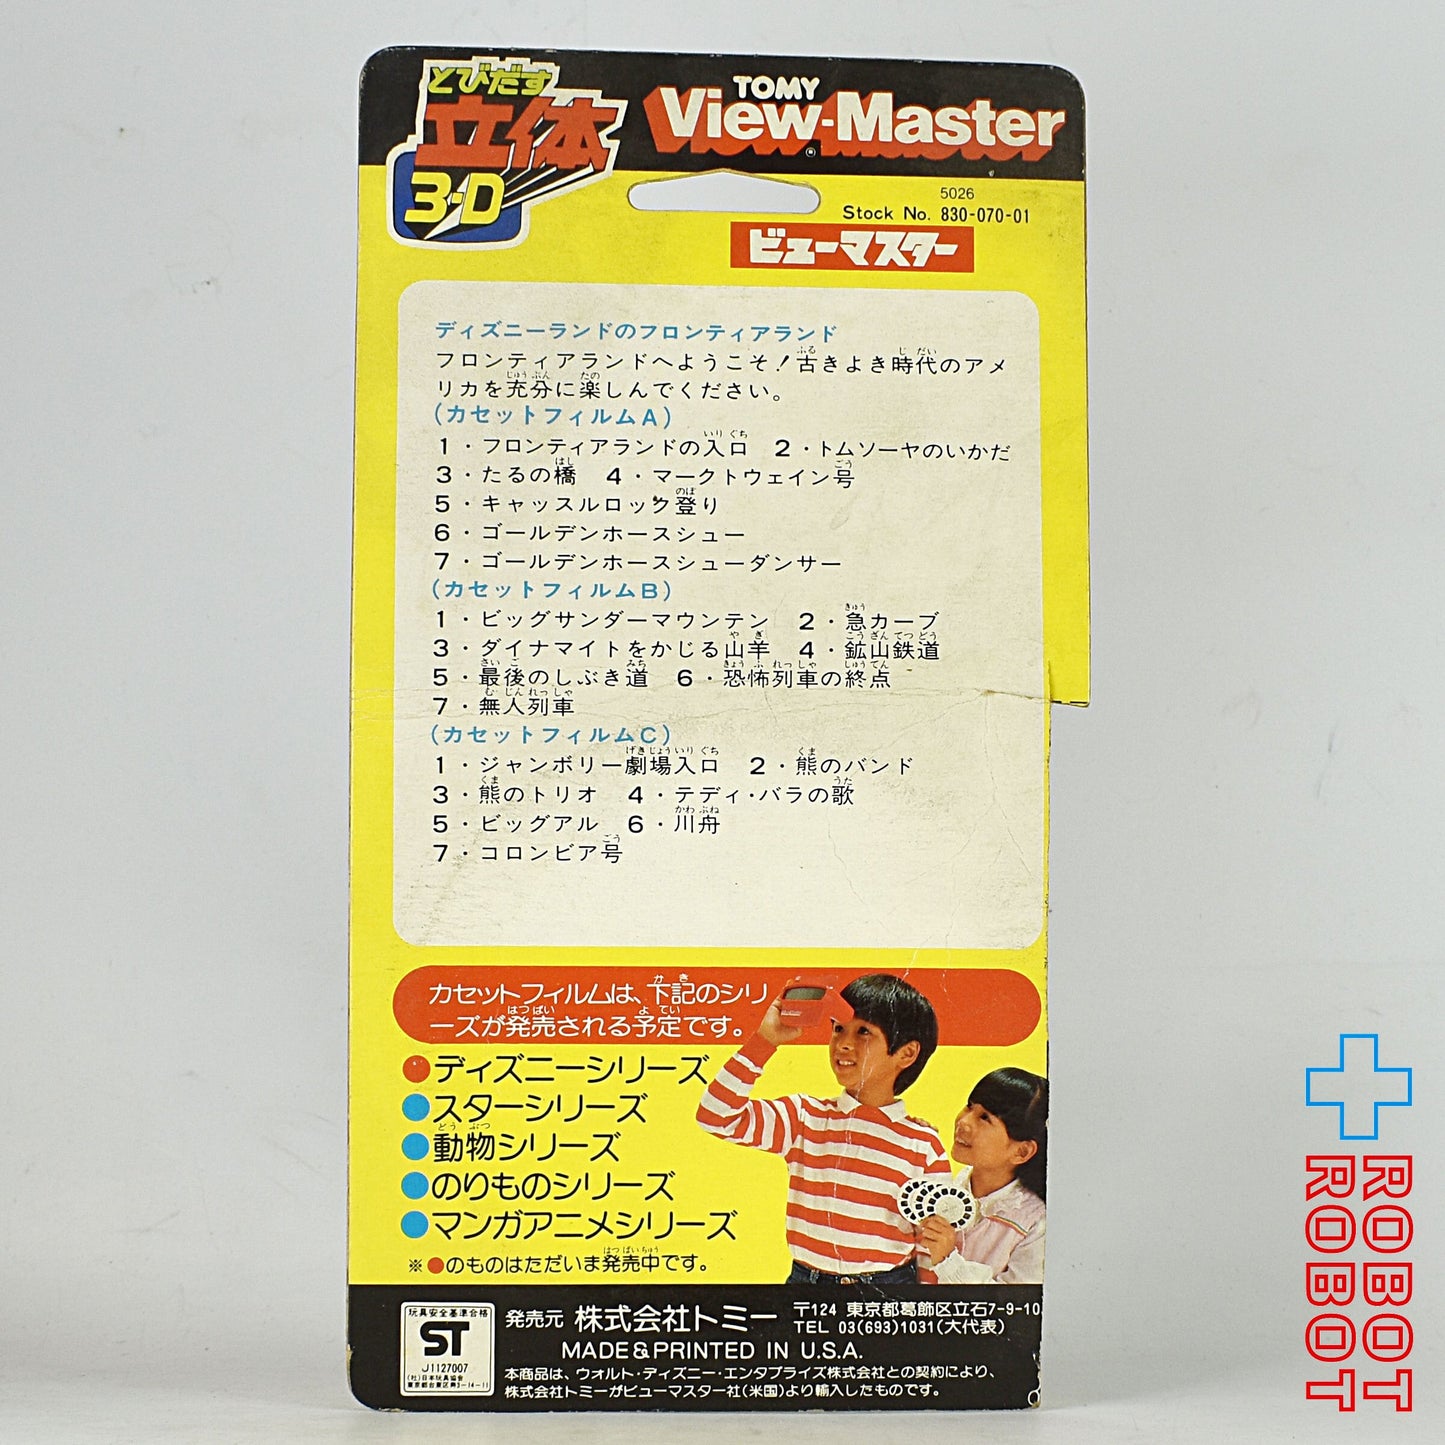 とびだす
立体
3-D
TOMY
View-Master
5026
Stock No. 830-070-01
ビューマスター
ディズニーランドのフロンティアランド
フロンティアランドへようこそ!古きよき時代のアメ
リカを充分に楽しんでください。
(カセットフィルムA)
1・フロンティアランドの入口 2・トムソーヤのいかだ
3・たるの橋 4・マークトウェイン号
5・キャッスルロック登り
6・ゴールデンホースシュー
7・ゴールデンホースシューダンサー
(カセットフィルムB)
1・ビッグサンダーマウンテン 2・急カーブ
3・ダイナマイトをかじる山羊 4・鉱山鉄道
5・最後のしぶき道 6・恐怖列車の終点
7・無人列車
(カセットフィルムC)
1・ジャンボリー劇場入口 2・熊のバンド
3・熊のトリオ 4・テディ・バラの歌
5・ビッグアル 6・川舟
7・コロンビア号
カセットフィルムは、下記のシリ
ーズが発売される予定です。
●ディズニーシリーズ
●スターシリーズ
●動物シリーズ
●のりものシリーズ
●マンガアニメシリーズ
※●のものはただいま発売中です。
玩具安全基準合格
ST
J1127007
(社)日本玩具協会
東京都台東区寿3-14-11
発売元 株式会社トミー 〒124 東京都葛飾区立石7-9-10
TEL 03(693)1031(大代表)
MADE & PRINTED IN U.S.A.
本商品は、ウォルト・ディズニー・エンタプライズ株式会社との契約により、
株式会社トミーがビューマスター社(米国)より輸入したものです。
ROBOT
ROBOT